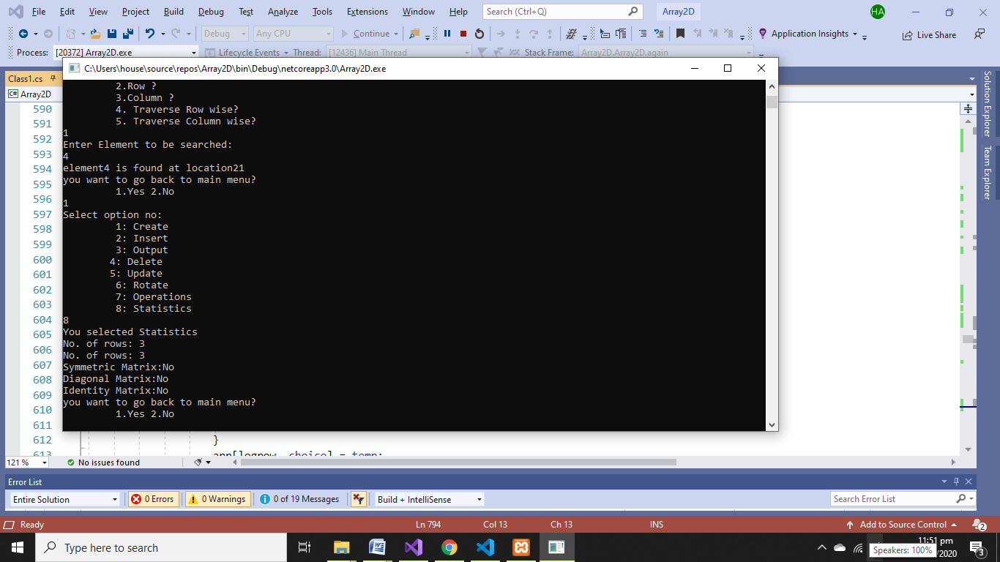 File Edit View Project Build Debug Test Analyze Tools Extensions Window Help Search (Ctrl+Q) Array2D HA
Debug Any CPU Continue Application Insights Live Share
Process: [20372] Array2D.exe Lifecycle Events Thread: [12436] Main Thread Stack Frame: Array2D.Array2D.again
C:\Users\house\source\repos\Array2D\bin\Debug\netcoreapp3.0\Array2D.exe
Class1.cs
C# Array2D
Solution Explorer
Team Explorer
590
591
592
593
594
595
596
597
598
599
600
601
602
603
604
605
606
607
608
609
610
611
612
613
2.Row ?
3.Column ?
4. Traverse Row wise?
5. Traverse Column wise?
1
Enter Element to be searched:
4
element4 is found at location21
you want to go back to main menu?
1.Yes 2.No
1
Select option no:
1: Create
2: Insert
3: Output
4: Delete
5: Update
6: Rotate
7: Operations
8: Statistics
8
You selected Statistics
No. of rows: 3
No. of rows: 3
Symmetric Matrix:No
Diagonal Matrix:No
Identity Matrix:No
you want to go back to main menu?
1.Yes 2.No
}
arr[logrow, choice] = temp;
121 % No issues found
Error List
Entire Solution 0 Errors 0 Warnings 0 of 19 Messages Build + IntelliSense Search Error List
Ready Ln 794 Col 13 Ch 13 INS Add to Source Control 2
Type here to search 11:51 pm
Speakers: 100% /2020 3